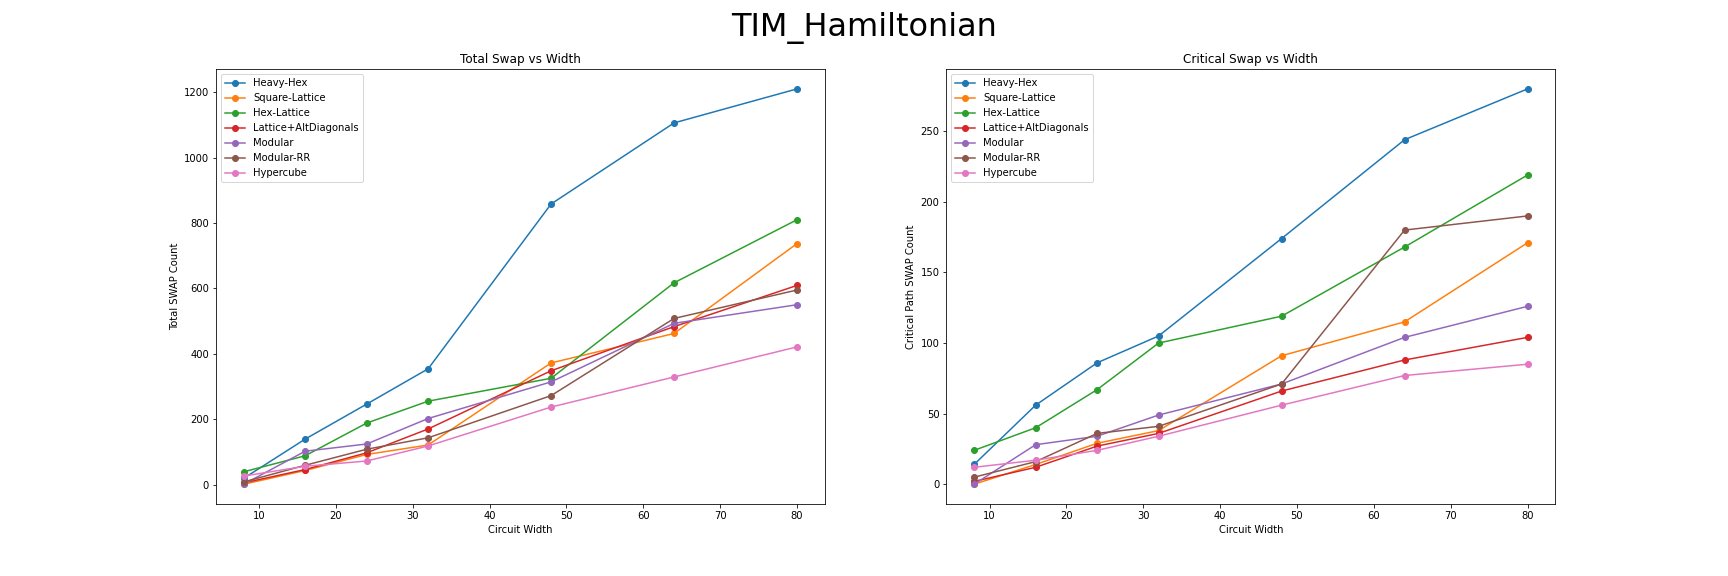 TIM_Hamiltonian
Total Swap vs Width
Heavy-Hex
Square-Lattice
Hex-Lattice
Lattice+AltDiagonals
Modular
Modular-RR
Hypercube
Total SWAP Count
1200
1000
800
600
400
200
0
10 20 30 40 50 60 70 80
Circuit Width
Critical Swap vs Width
Heavy-Hex
Square-Lattice
Hex-Lattice
Lattice+AltDiagonals
Modular
Modular-RR
Hypercube
Critical Path SWAP Count
250
200
150
100
50
0
10 20 30 40 50 60 70 80
Circuit Width